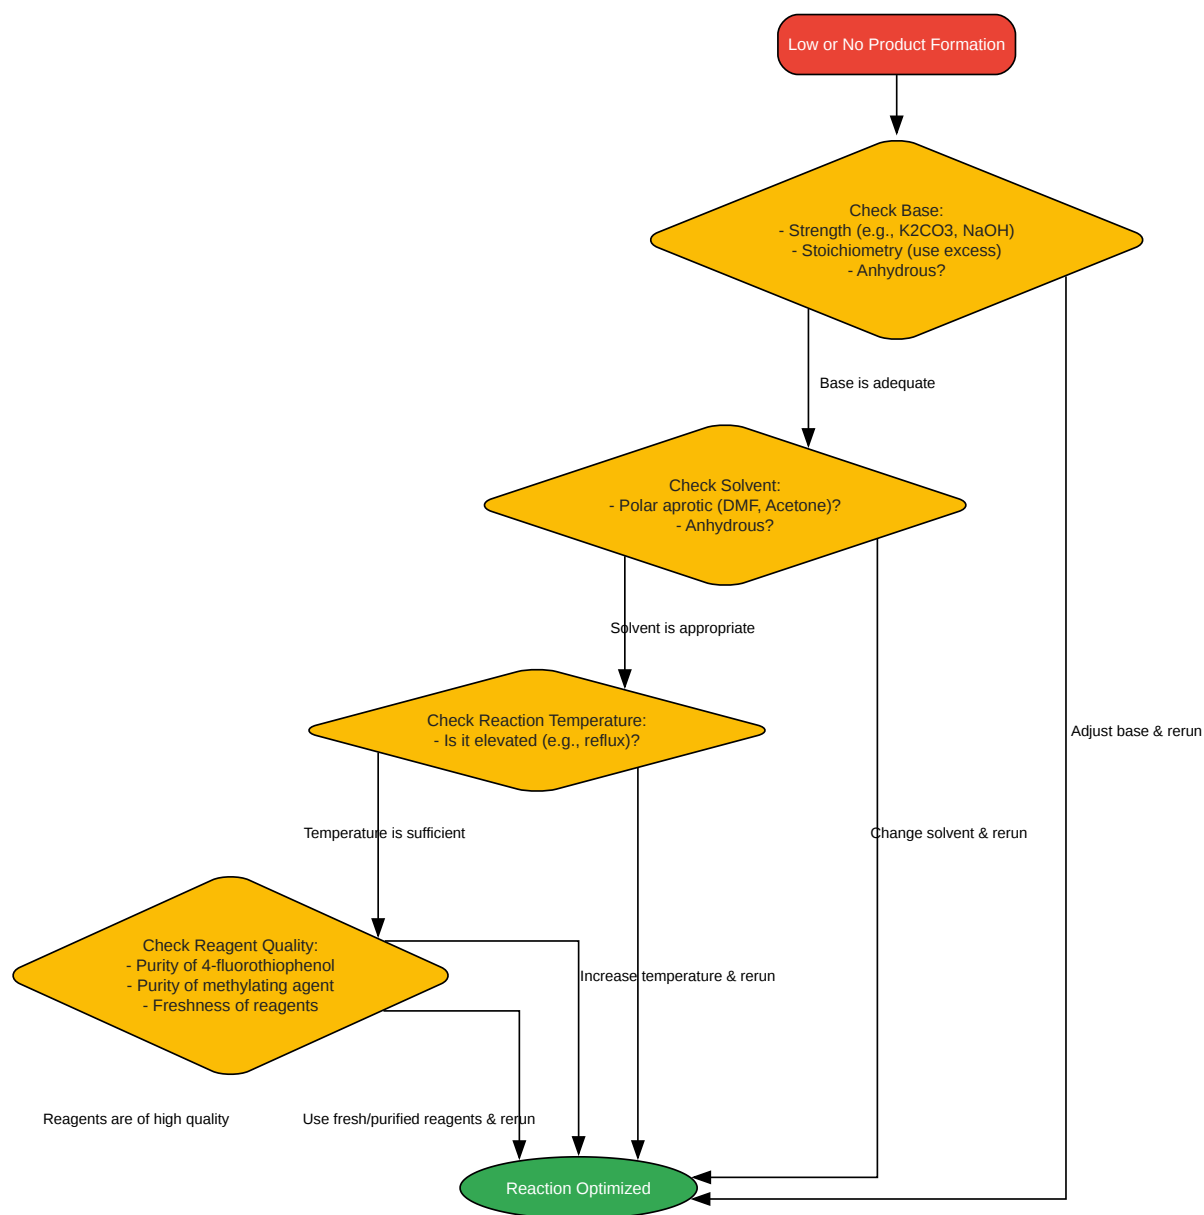 Low or No Product Formation
Check Base:
- Strength (e.g., K2CO3, NaOH)
- Stoichiometry (use excess)
- Anhydrous?
Base is adequate
Check Solvent:
- Polar aprotic (DMF, Acetone)?
- Anhydrous?
Solvent is appropriate
Check Reaction Temperature:
- Is it elevated (e.g., reflux)?
Adjust base & rerun
Temperature is sufficient
Change solvent & rerun
Check Reagent Quality:
- Purity of 4-fluorothiophenol
- Purity of methylating agent
- Freshness of reagents
Increase temperature & rerun
Reagents are of high quality
Use fresh/purified reagents & rerun
Reaction Optimized